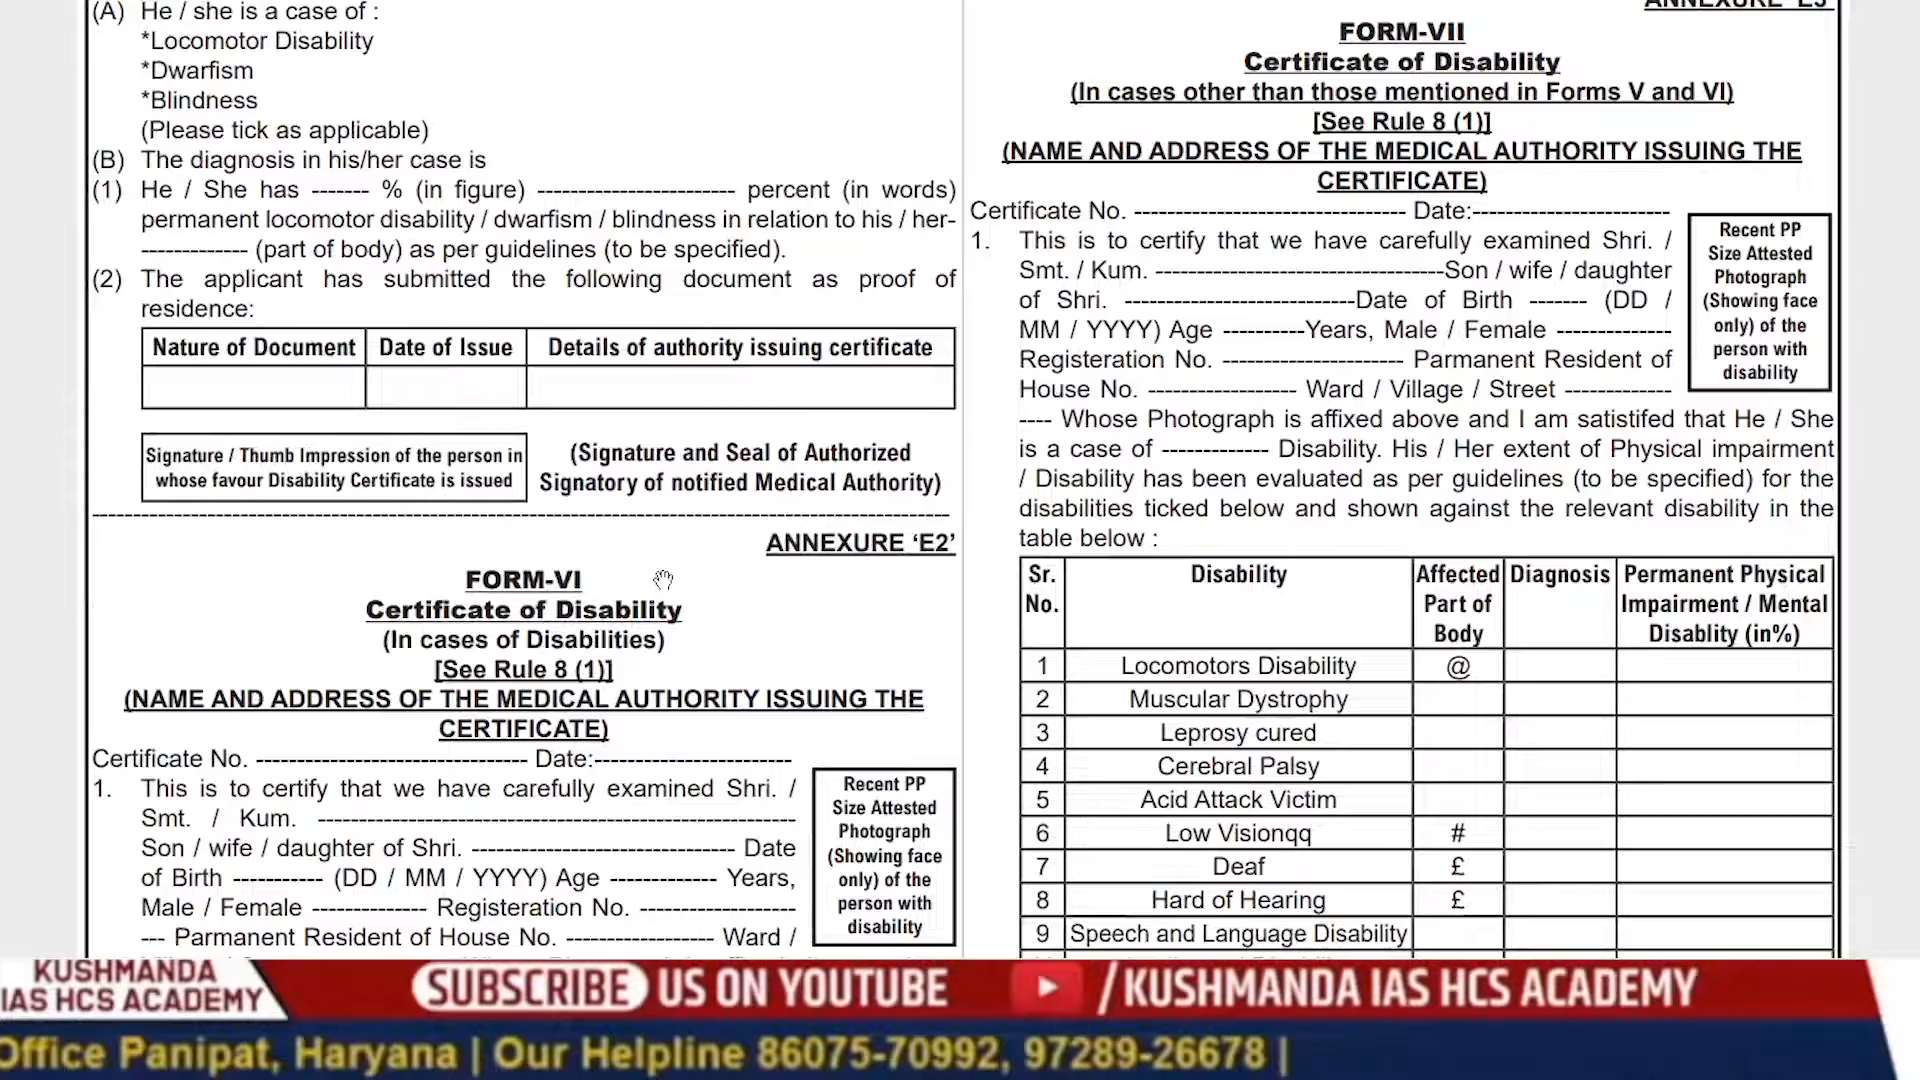 (A) He / she is a case of :
*Locomotor Disability
*Dwarfism
*Blindness
(Please tick as applicable)
(B) The diagnosis in his/her case is
(1) He / She has ------- % (in figure) ------------------------ percent (in words)
permanent locomotor disability / dwarfism / blindness in relation to his / her-
------------- (part of body) as per guidelines (to be specified).
(2) The applicant has submitted the following document as proof of
residence:
Nature of Document Date of Issue Details of authority issuing certificate
Signature / Thumb Impression of the person in
whose favour Disability Certificate is issued
(Signature and Seal of Authorized
Signatory of notified Medical Authority)
ANNEXURE ‘E2’
FORM-VI
Certificate of Disability
(In cases of Disabilities)
[See Rule 8 (1)]
(NAME AND ADDRESS OF THE MEDICAL AUTHORITY ISSUING THE
CERTIFICATE)
Certificate No. --------------------------------- Date:------------------------
1. This is to certify that we have carefully examined Shri. /
Smt. / Kum. -----------------------------------------------------------
Son / wife / daughter of Shri. -------------------------------- Date
of Birth ----------- (DD / MM / YYYY) Age ------------- Years,
Male / Female -------------- Registration No. -------------------
--- Parmanent Resident of House No. ------------------ Ward /
Recent PP
Size Attested
Photograph
(Showing face
only) of the
person with
disability
ANNEXURE ‘E3’
FORM-VII
Certificate of Disability
(In cases other than those mentioned in Forms V and VI)
[See Rule 8 (1)]
(NAME AND ADDRESS OF THE MEDICAL AUTHORITY ISSUING THE
CERTIFICATE)
Certificate No. --------------------------------- Date:------------------------
1. This is to certify that we have carefully examined Shri. /
Smt. / Kum. -----------------------------------Son / wife / daughter
of Shri. ----------------------------Date of Birth ------- (DD /
MM / YYYY) Age ----------Years, Male / Female --------------
Registeration No. ---------------------- Parmanent Resident of
House No. ------------------ Ward / Village / Street -------------
---- Whose Photograph is affixed above and I am satisitfed that He / She
is a case of ------------- Disability. His / Her extent of Physical impairment
/ Disability has been evaluated as per guidelines (to be specified) for the
disabilities ticked below and shown against the relevant disability in the
table below :
Recent PP
Size Attested
Photograph
(Showing face
only) of the
person with
disability
Sr. No. Disability Affected Part of Body Diagnosis Permanent Physical Impairment / Mental Disablity (in%)
1 Locomotors Disability @
2 Muscular Dystrophy
3 Leprosy cured
4 Cerebral Palsy
5 Acid Attack Victim
6 Low Visionqq #
7 Deaf £
8 Hard of Hearing £
9 Speech and Language Disability
KUSHMANDA
IAS HCS ACADEMY
SUBSCRIBE US ON YOUTUBE /KUSHMANDA IAS HCS ACADEMY
Office Panipat, Haryana | Our Helpline 86075-70992, 97289-26678 |